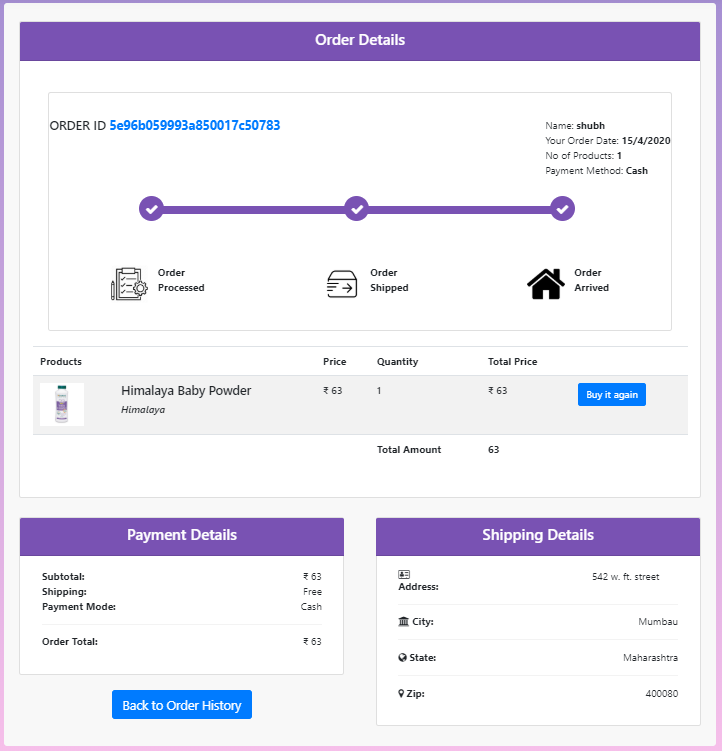 Order Details
ORDER ID 5e96b059993a850017c50783
Name: shubh
Your Order Date: 15/4/2020
No of Products: 1
Payment Method: Cash
Order Processed
Order Shipped
Order Arrived
Products Price Quantity Total Price
Himalaya Baby Powder ₹ 63 1 ₹ 63 Buy it again
Himalaya
Total Amount 63
Payment Details
Subtotal: ₹ 63
Shipping: Free
Payment Mode: Cash
Order Total: ₹ 63
Back to Order History
Shipping Details
Address: 542 w. ft. street
City: Mumbau
State: Maharashtra
Zip: 400080